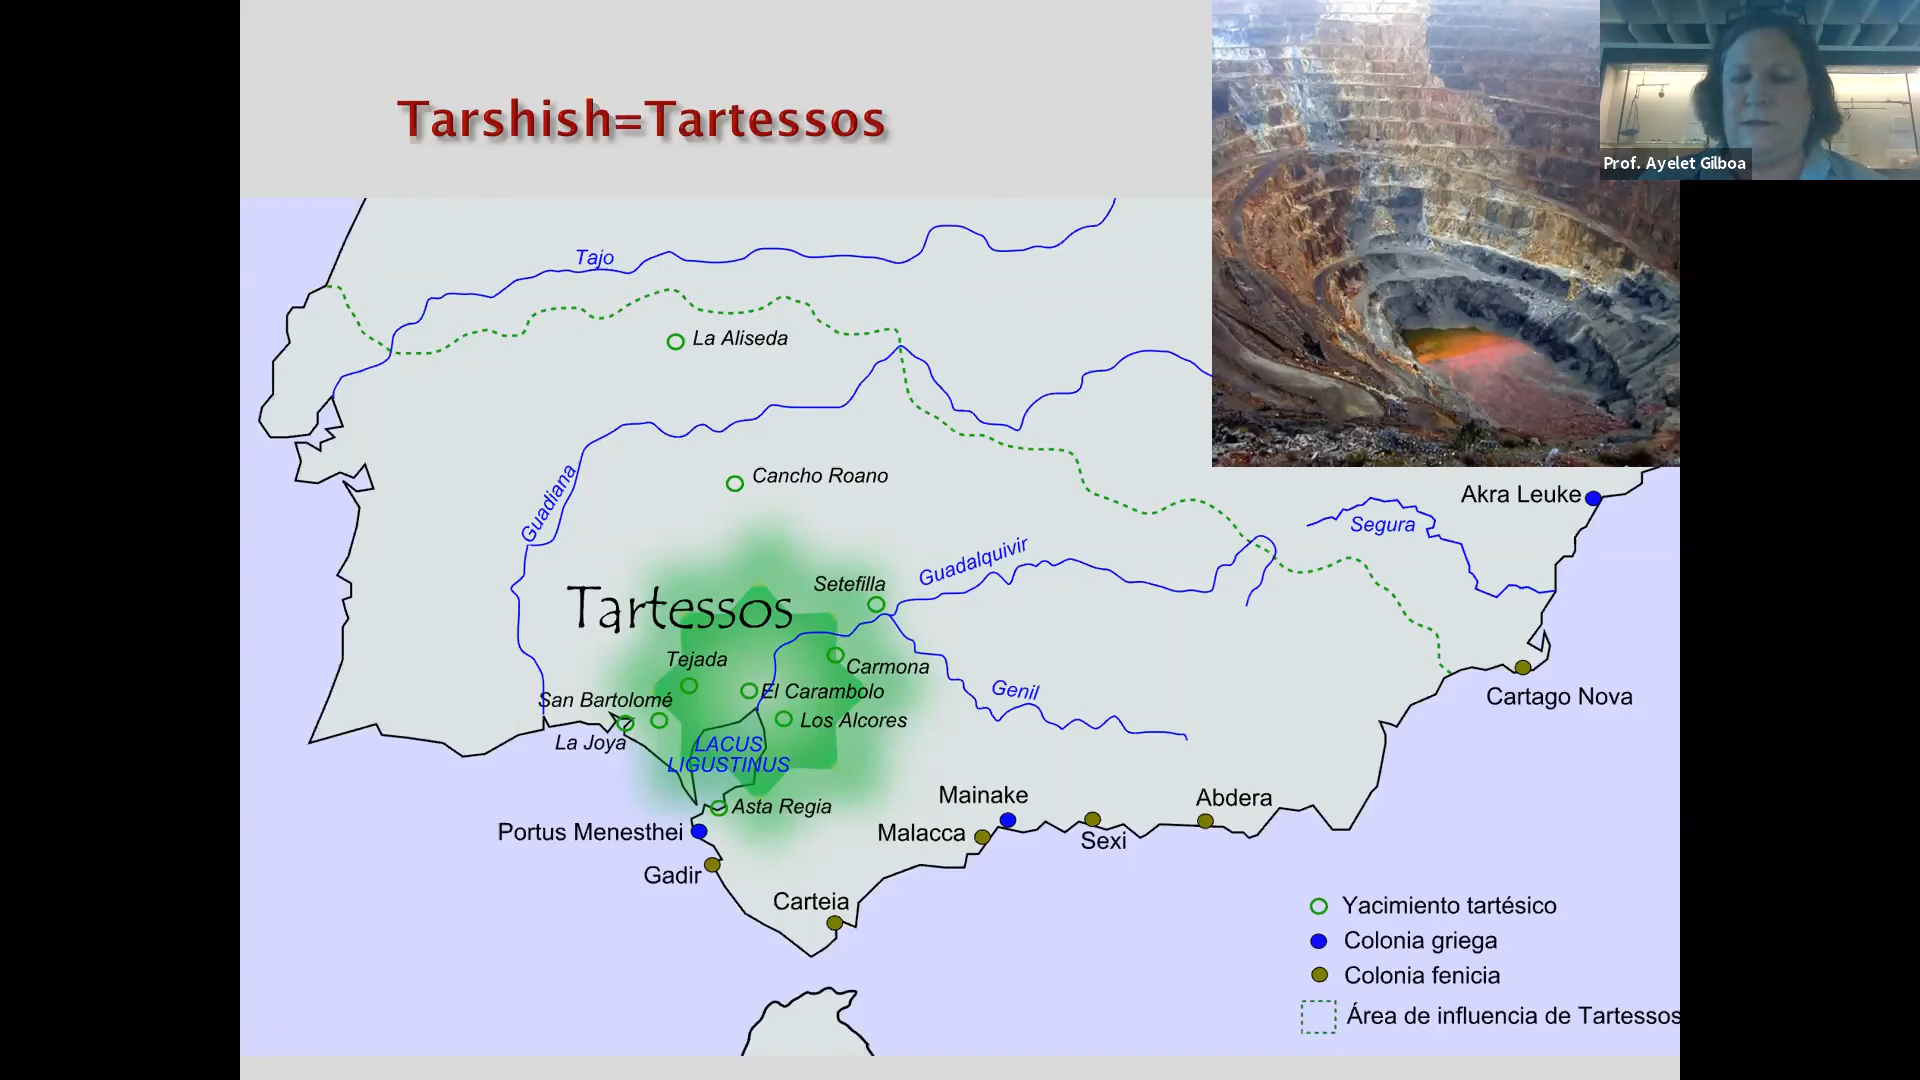 Tarshish=Tartessos
Prof. Ayelet Gilboa
Tajo
La Aliseda
Guadiana
Cancho Roano
Akra Leuke
Segura
Guadalquivir
Setefilla
Tartessos
Tejada
Carmona
El Carambolo
San Bartolomé
Los Alcores
La Joya
Genil
Cartago Nova
LACUS
LIGUSTINUS
Asta Regia
Portus Menesthei
Mainake
Malacca
Abdera
Sexi
Gadir
Carteia
Yacimiento tartésico
Colonia griega
Colonia fenicia
Área de influencia de Tartessos